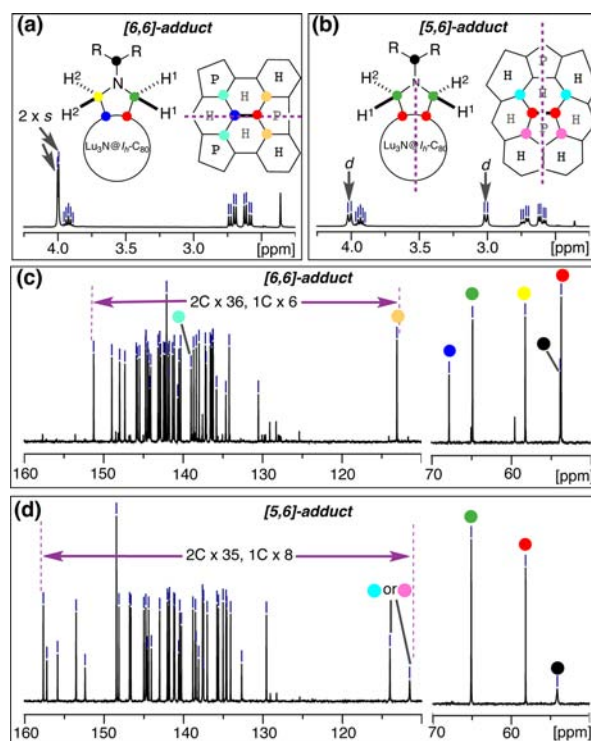 (a) [6,6]-adduct
R R
H² N H²
H² H¹
H¹
2 x s
Lu₃N@Iₕ-C₈₀
P H
H
H H P
H
P H
4.0 3.5 3.0 [ppm]
(b) [5,6]-adduct
R R
H² N H²
H² H¹
H¹
d d
Lu₃N@Iₕ-C₈₀
P
H H
H H
P
H H
4.0 3.5 3.0 [ppm]
(c) [6,6]-adduct
2C x 36, 1C x 6
160 150 140 130 120 70 60 [ppm]
(d) [5,6]-adduct
2C x 35, 1C x 8
or
160 150 140 130 120 70 60 [ppm]